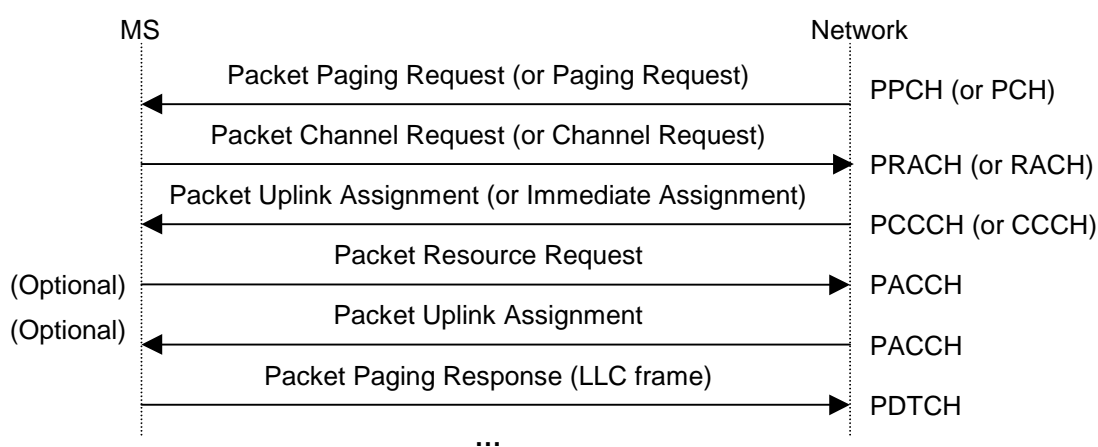 MS
Network
Packet Paging Request (or Paging Request)
PPCH (or PCH)
Packet Channel Request (or Channel Request)
PRACH (or RACH)
Packet Uplink Assignment (or Immediate Assignment)
PCCCH (or CCCH)
Packet Resource Request
(Optional)
PACCH
Packet Uplink Assignment
(Optional)
PACCH
Packet Paging Response (LLC frame)
PDTCH
...